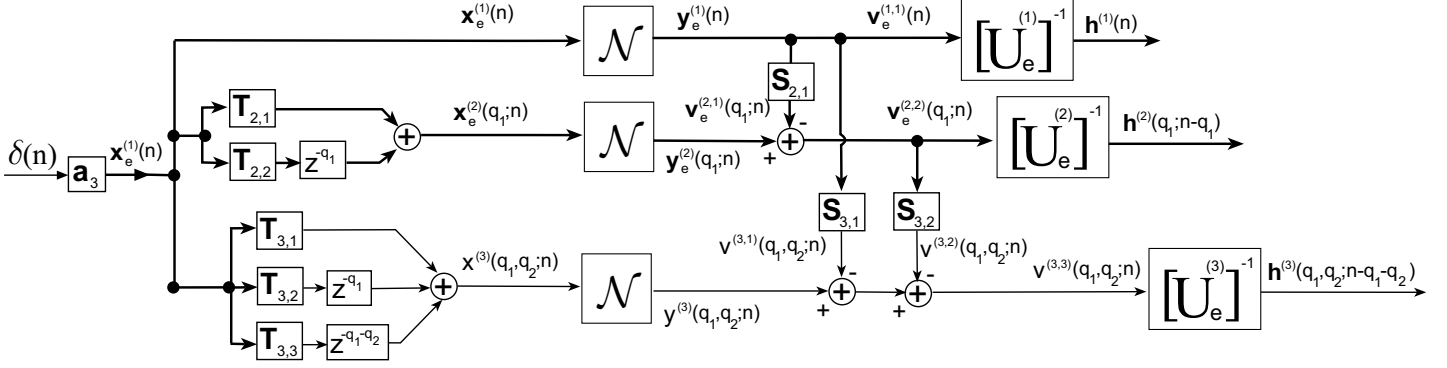 x_e^(1)(n)
N
y_e^(1)(n)
v_e^(1,1)(n)
[U_e^(1)]^-1
h^(1)(n)
S_2,1
T_2,1
x_e^(2)(q_1;n)
N
v_e^(2,1)(q_1;n)
-
+
+
v_e^(2,2)(q_1;n)
[U_e^(2)]^-1
h^(2)(q_1;n-q_1)
δ(n)
a_3
x_e^(1)(n)
T_2,2
z^-q_1
+
y_e^(2)(q_1;n)
S_3,1
S_3,2
T_3,1
v^(3,1)(q_1,q_2;n)
v^(3,2)(q_1,q_2;n)
T_3,2
z^-q_1
+
x^(3)(q_1,q_2;n)
N
y^(3)(q_1,q_2;n)
-
+
+
-
+
+
v^(3,3)(q_1,q_2;n)
[U_e^(3)]^-1
h^(3)(q_1,q_2;n-q_1-q_2)
T_3,3
z^-q_1-q_2